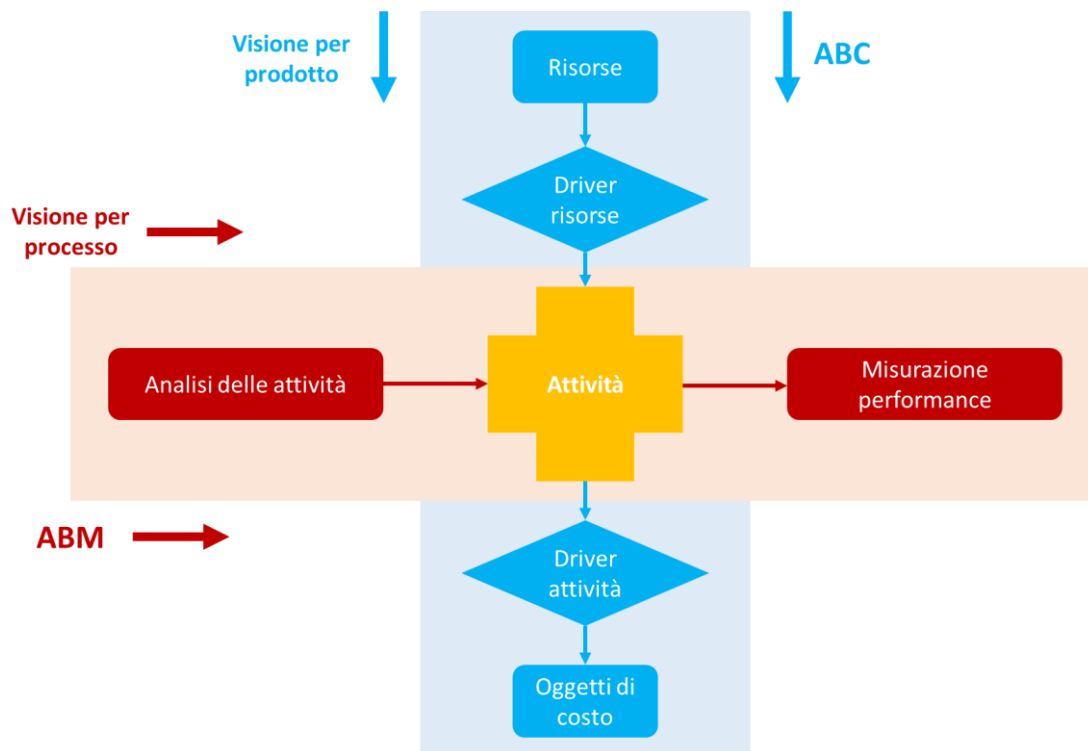 Visione per
prodotto
Risorse
ABC
Driver
risorse
Visione per
processo
Analisi delle attività
Attività
Misurazione
performance
ABM
Driver
attività
Oggetti di
costo